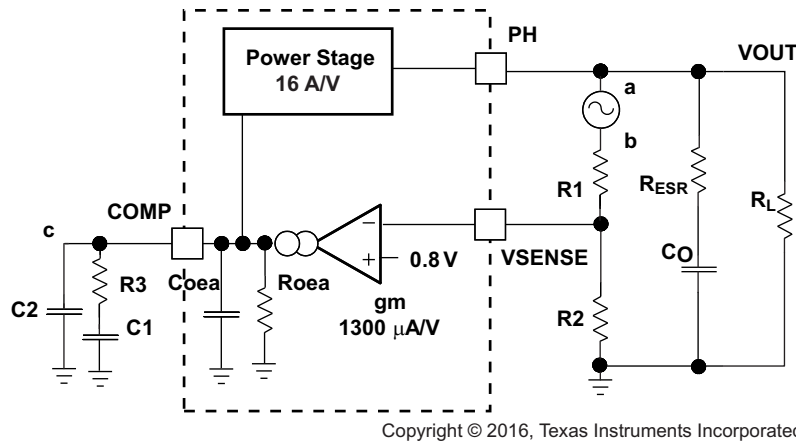 PH
VOUT
Power Stage
16 A/V
a
b
R1
RESR
RL
COMP
c
VSENSE
0.8 V
CO
R3
Coea
Roea
gm
1300 µA/V
C2
C1
R2
−
+
Copyright © 2016, Texas Instruments Incorporated